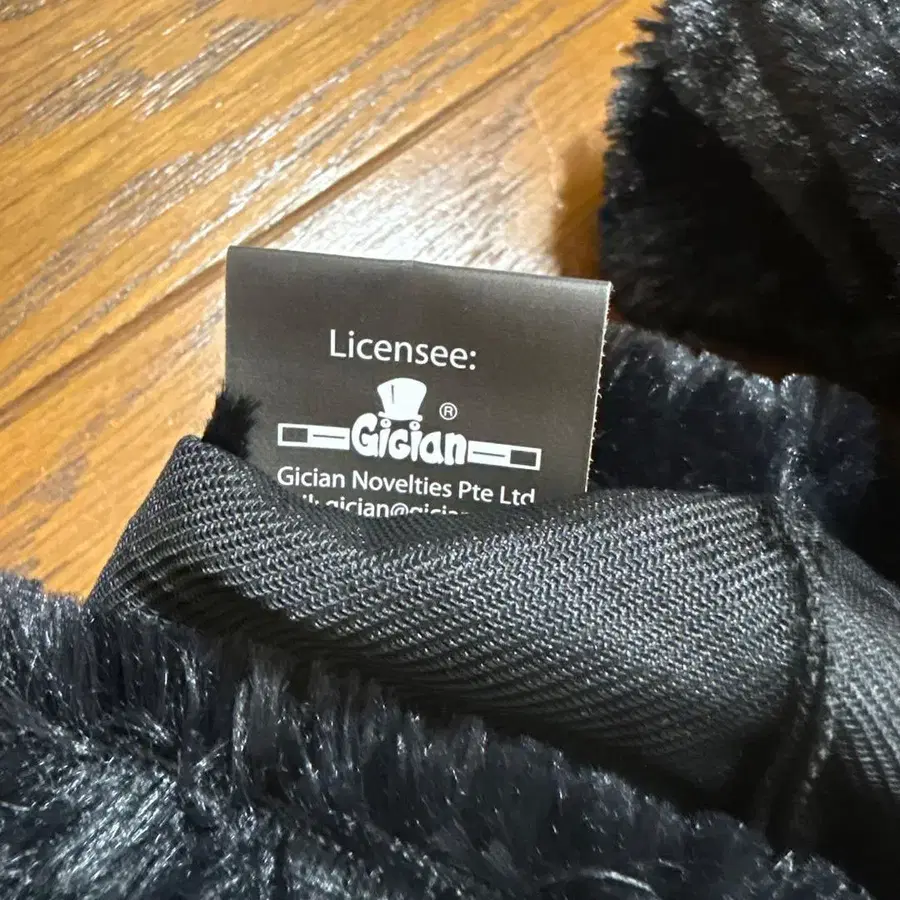 Licensee:
Gician ®
Gician Novelties Pte Ltd